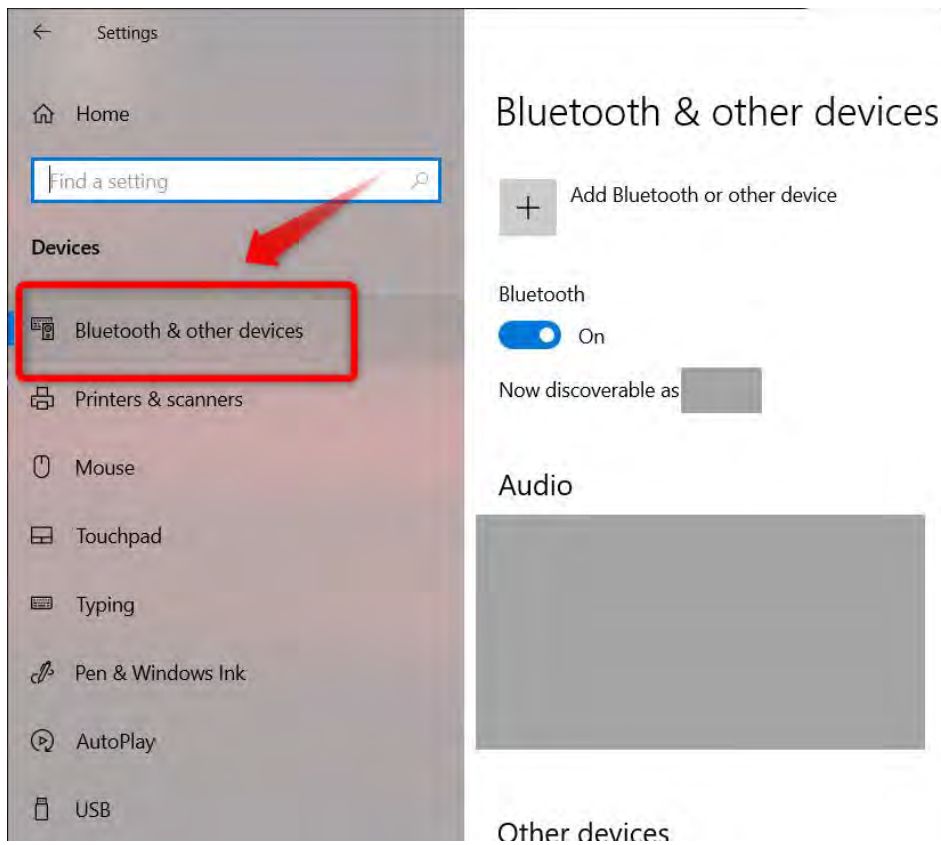 Settings
Home
Find a setting
Devices
Bluetooth & other devices
Printers & scanners
Mouse
Touchpad
Typing
Pen & Windows Ink
AutoPlay
USB
Bluetooth & other devices
Add Bluetooth or other device
Bluetooth
On
Now discoverable as
Audio
Other devices